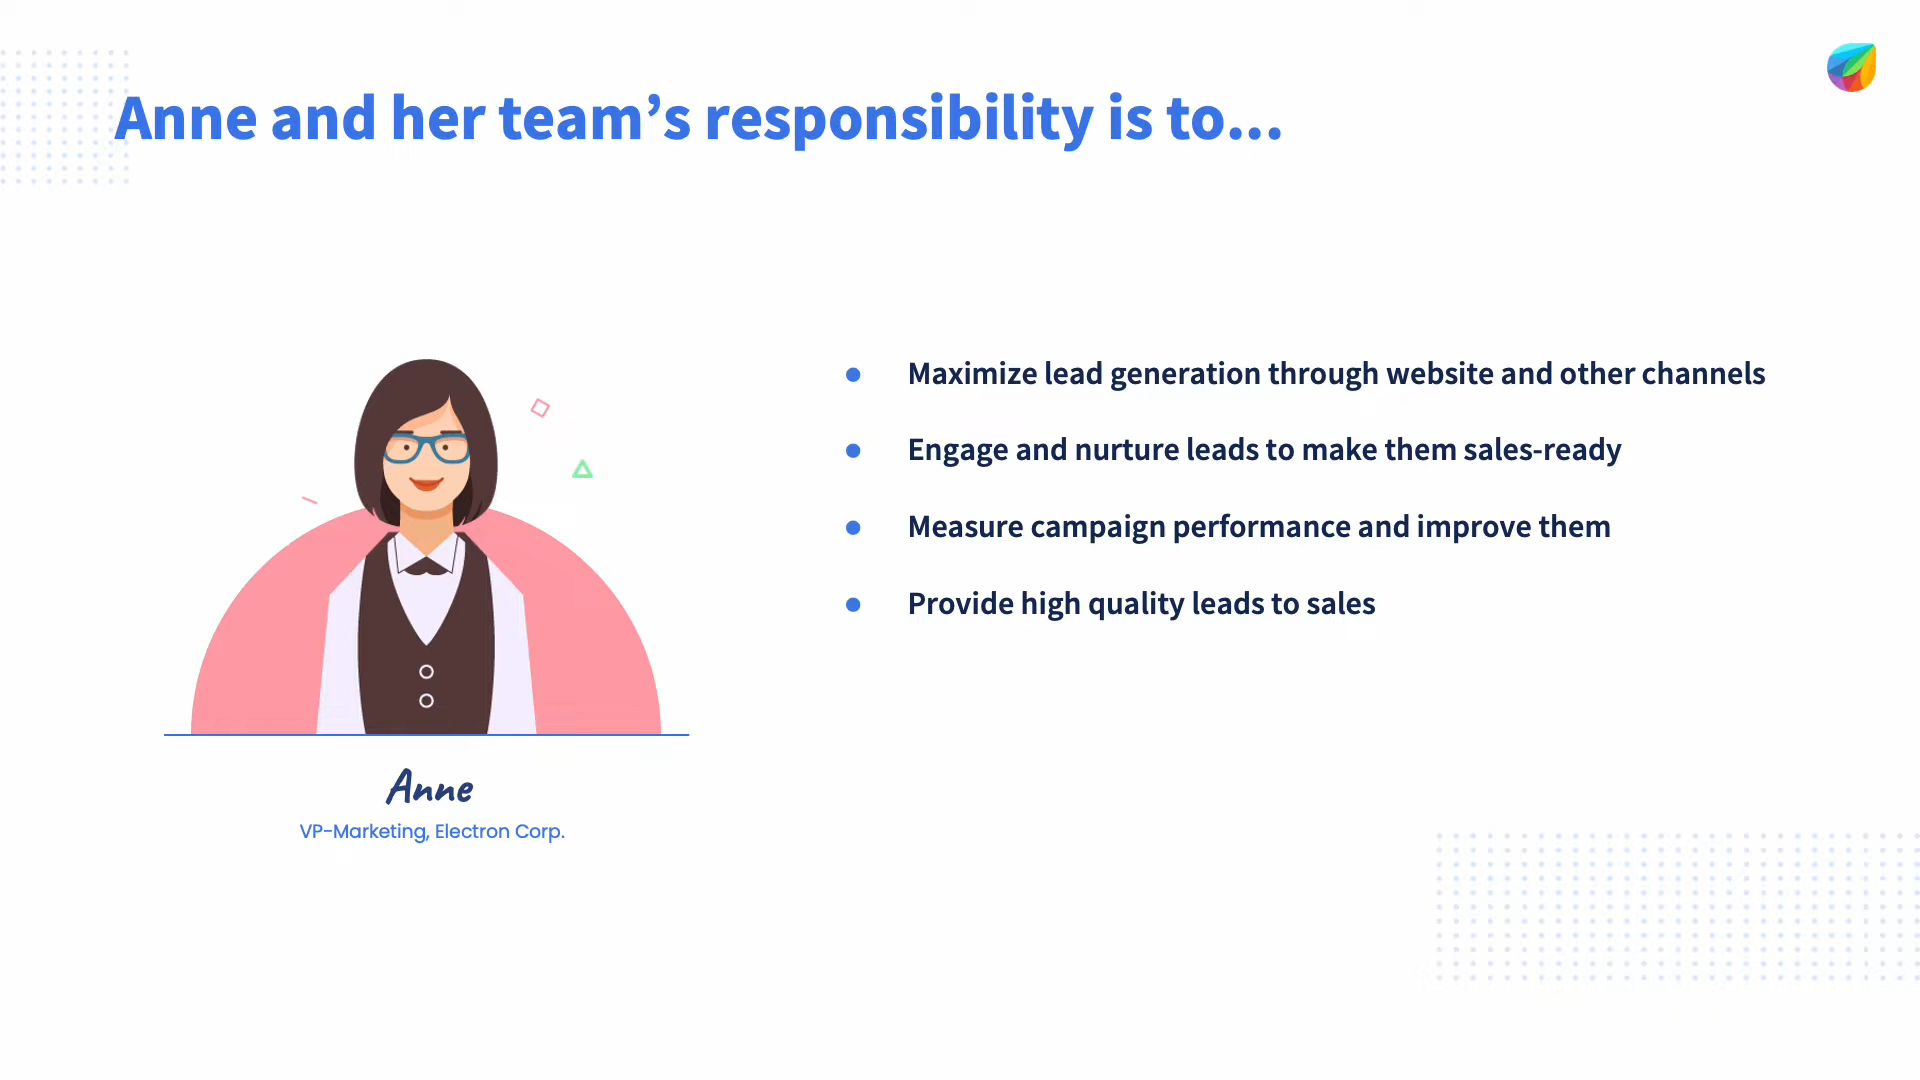 Anne and her team’s responsibility is to...
Maximize lead generation through website and other channels
Engage and nurture leads to make them sales-ready
Measure campaign performance and improve them
Provide high quality leads to sales
Anne
VP-Marketing, Electron Corp.